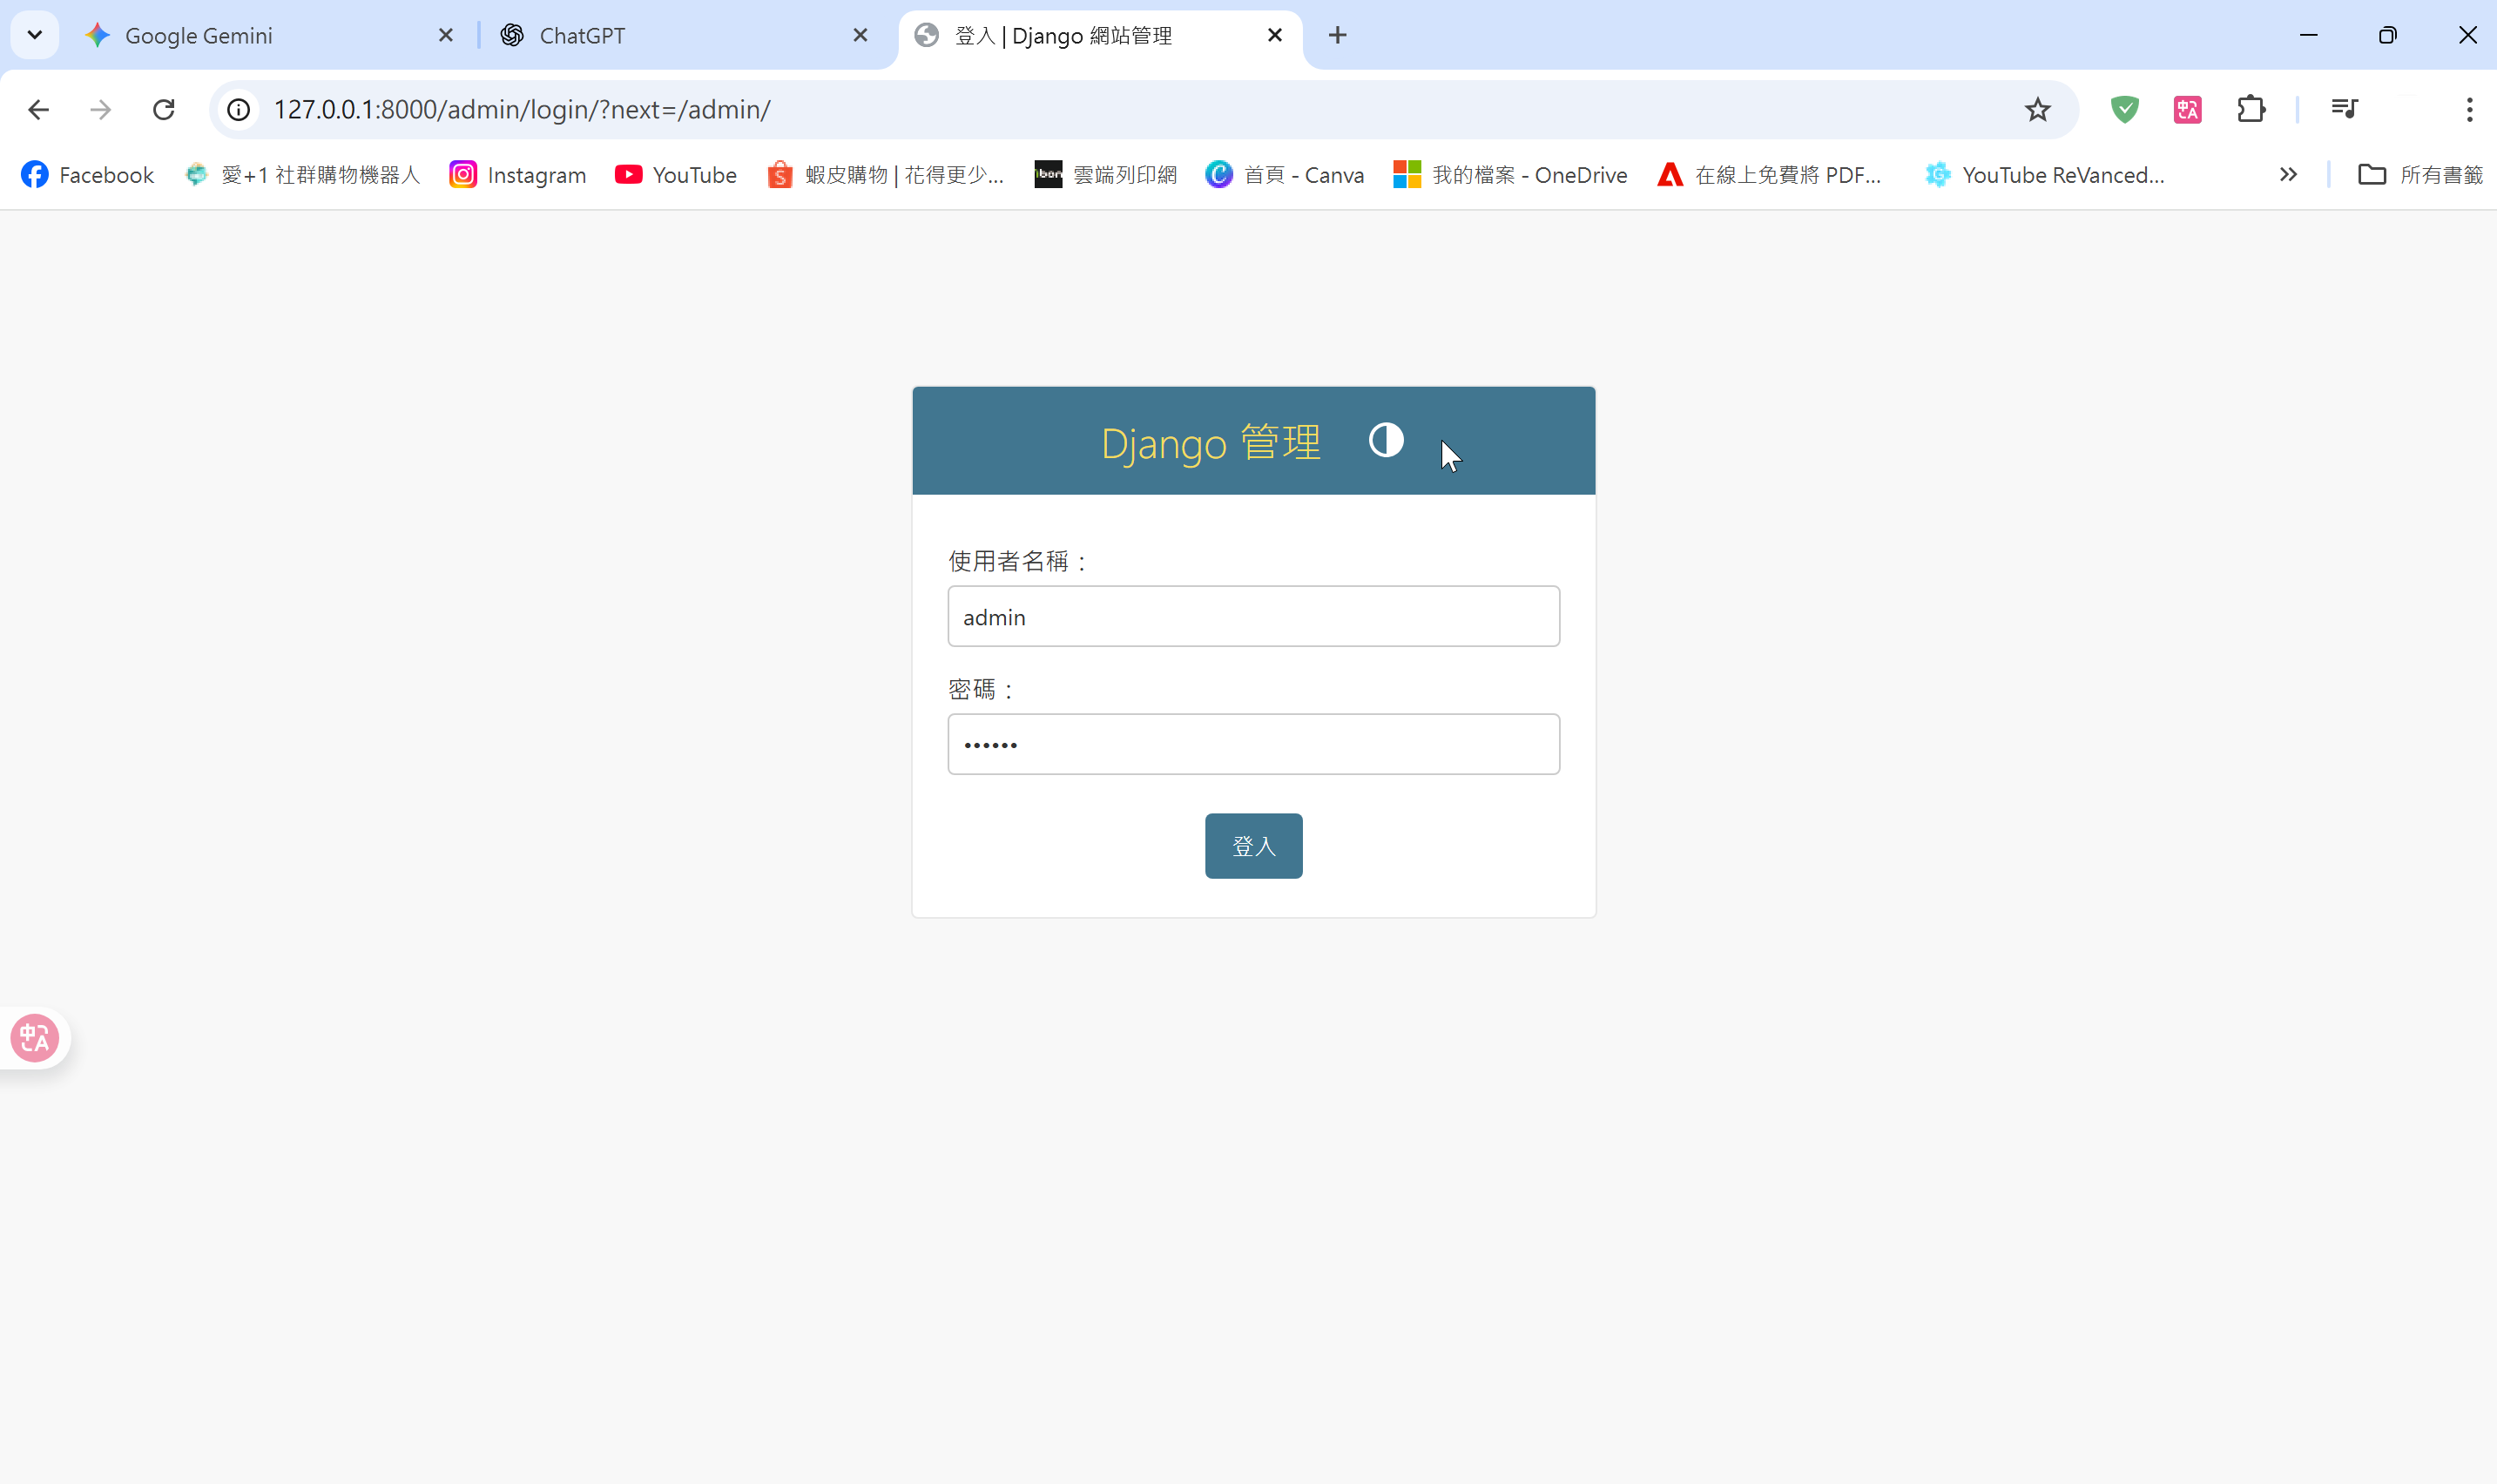 Google Gemini
ChatGPT
登入 | Django 網站管理
127.0.0.1:8000/admin/login/?next=/admin/
Facebook
愛+1 社群購物機器人
Instagram
YouTube
蝦皮購物 | 花得更少...
雲端列印網
首頁 - Canva
我的檔案 - OneDrive
在線上免費將 PDF...
YouTube ReVanced...
所有書籤
Django 管理
使用者名稱：
admin
密碼：
••••••
登入